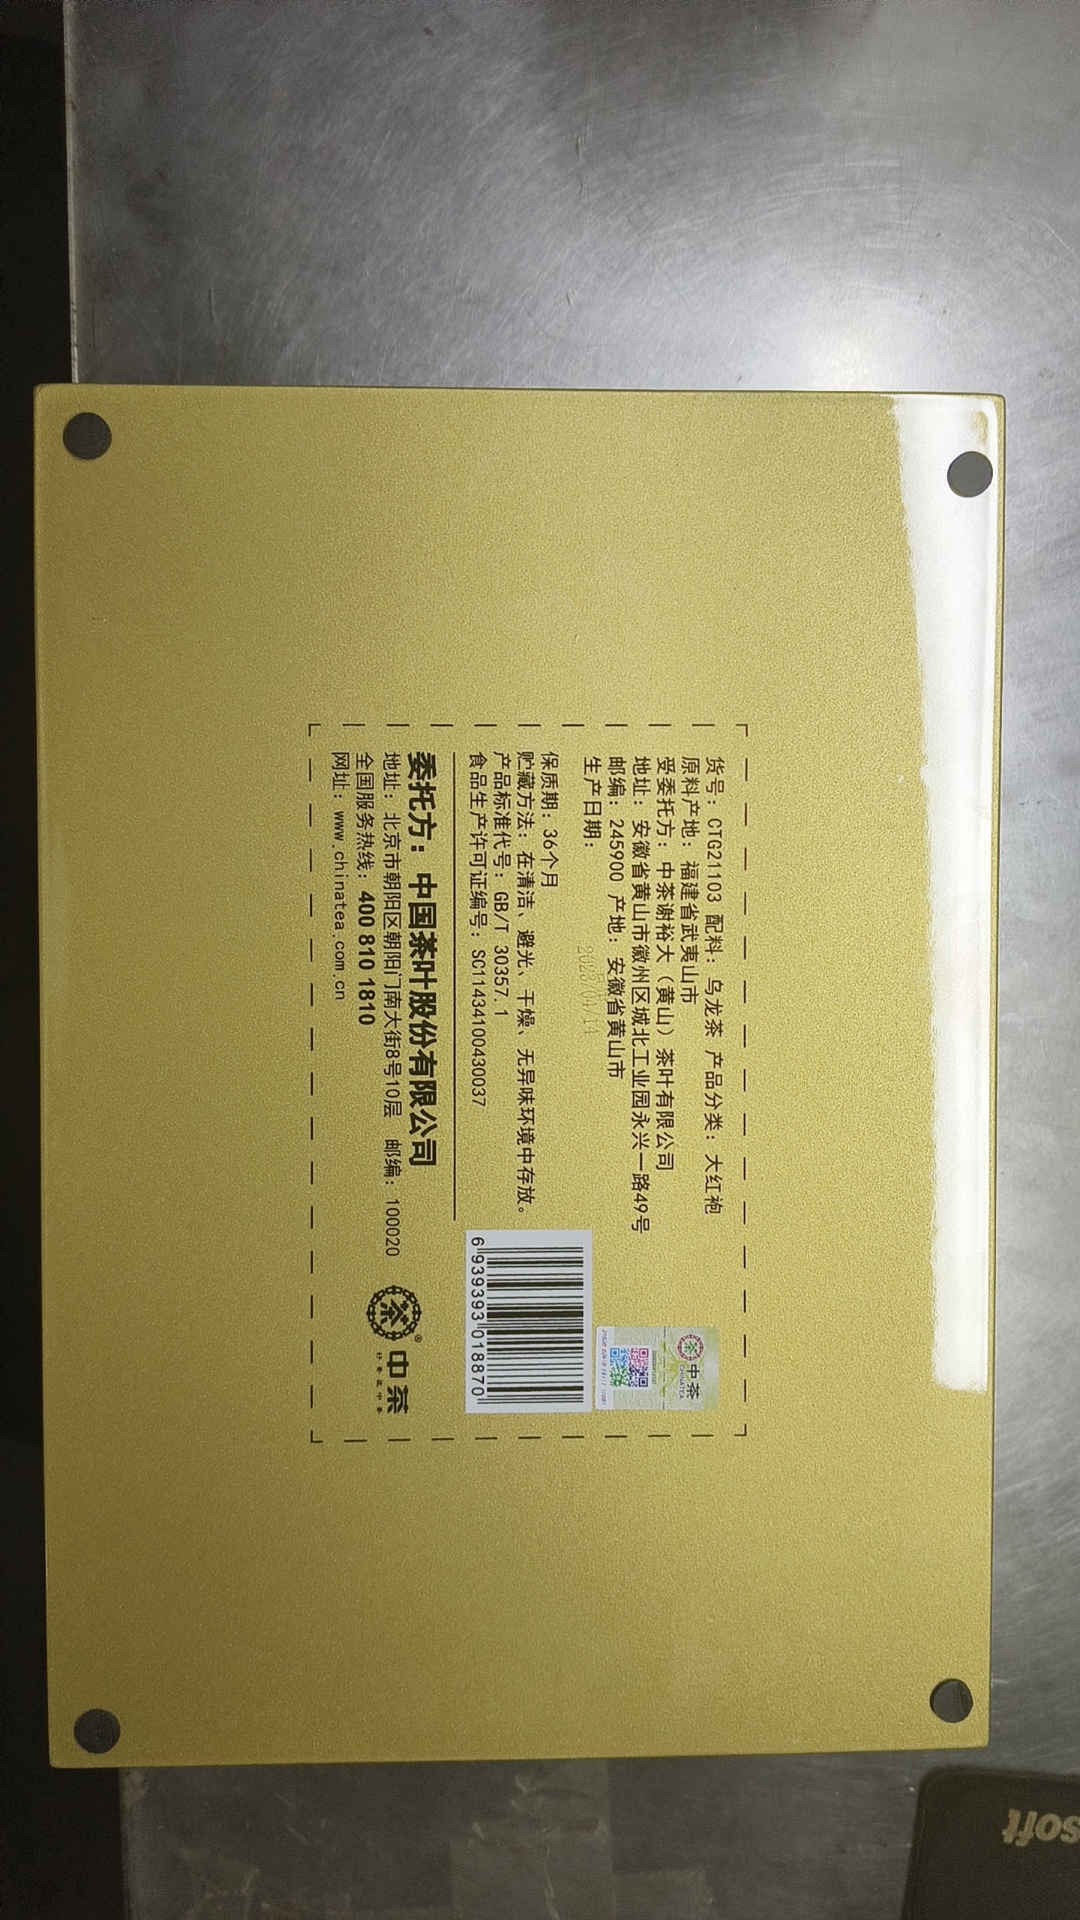 货号：CTG21103 配料：乌龙茶 产品分类：大红袍
原料产地：福建省武夷山市
受委托方：中茶谢裕大（黄山）茶叶有限公司
地址：安徽省黄山市徽州区城北工业园永兴一路49号
邮编：245900 产地：安徽省黄山市
生产日期：
2023/04/14
保质期：36个月
贮藏方法：在清洁、避光、干燥、无异味环境中存放。
产品标准代号：GB/T 30357.1
食品生产许可证编号：SC11434100430037
委托方：中国茶叶股份有限公司
地址：北京市朝阳区朝阳门南大街8号10层 邮编：100020
全国服务热线：400 810 1810
网址：www.chinatea.com.cn
中茶
CHINATEA
6 939393 018870
茶
®
中茶
soft